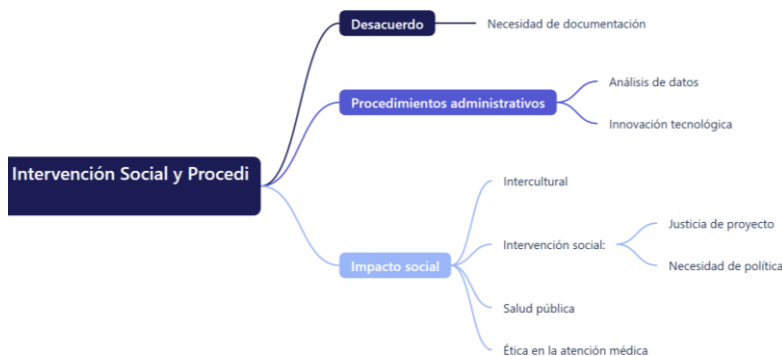 Desacuerdo
Necesidad de documentación
Procedimientos administrativos
Análisis de datos
Innovación tecnológica
Intervención Social y Procedi
Impacto social
Intercultural
Intervención social:
Justicia de proyecto
Necesidad de política
Salud pública
Ética en la atención médica